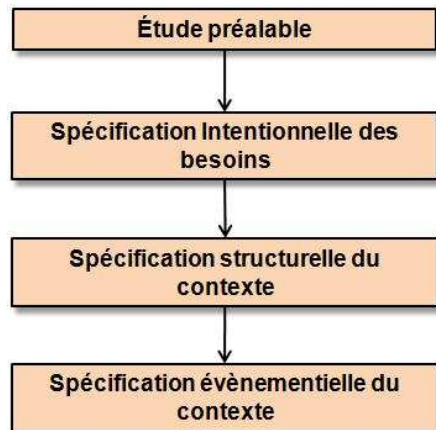 Étude préalable
Spécification Intentionnelle des
besoins
Spécification structurelle du
contexte
Spécification évènementielle du
contexte